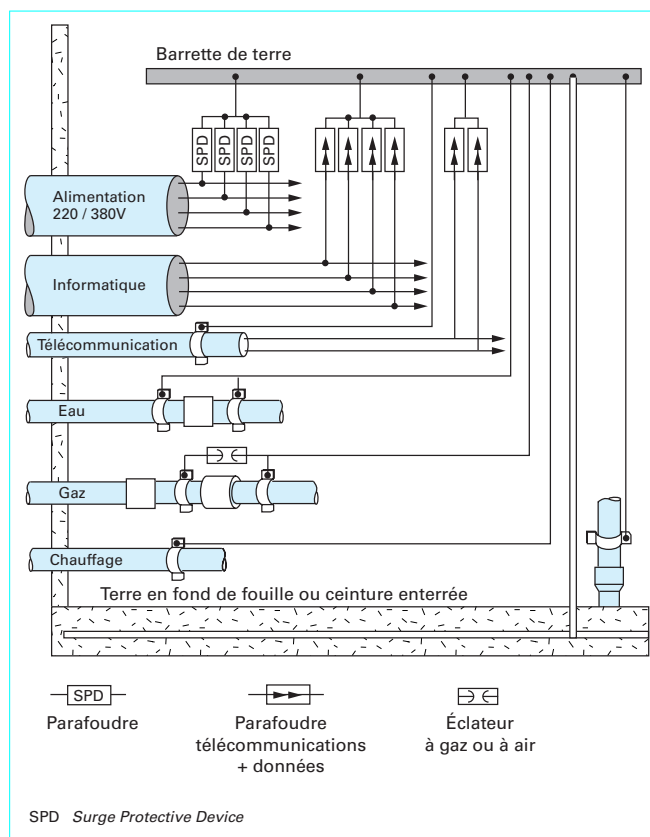 Barrette de terre
SPD
SPD
SPD
SPD
Alimentation
220 / 380V
Informatique
Télécommunication
Eau
Gaz
Chauffage
Terre en fond de fouille ou ceinture enterrée
SPD
Parafoudre
Parafoudre
télécommunications
+ données
Éclateur
à gaz ou à air
SPD Surge Protective Device